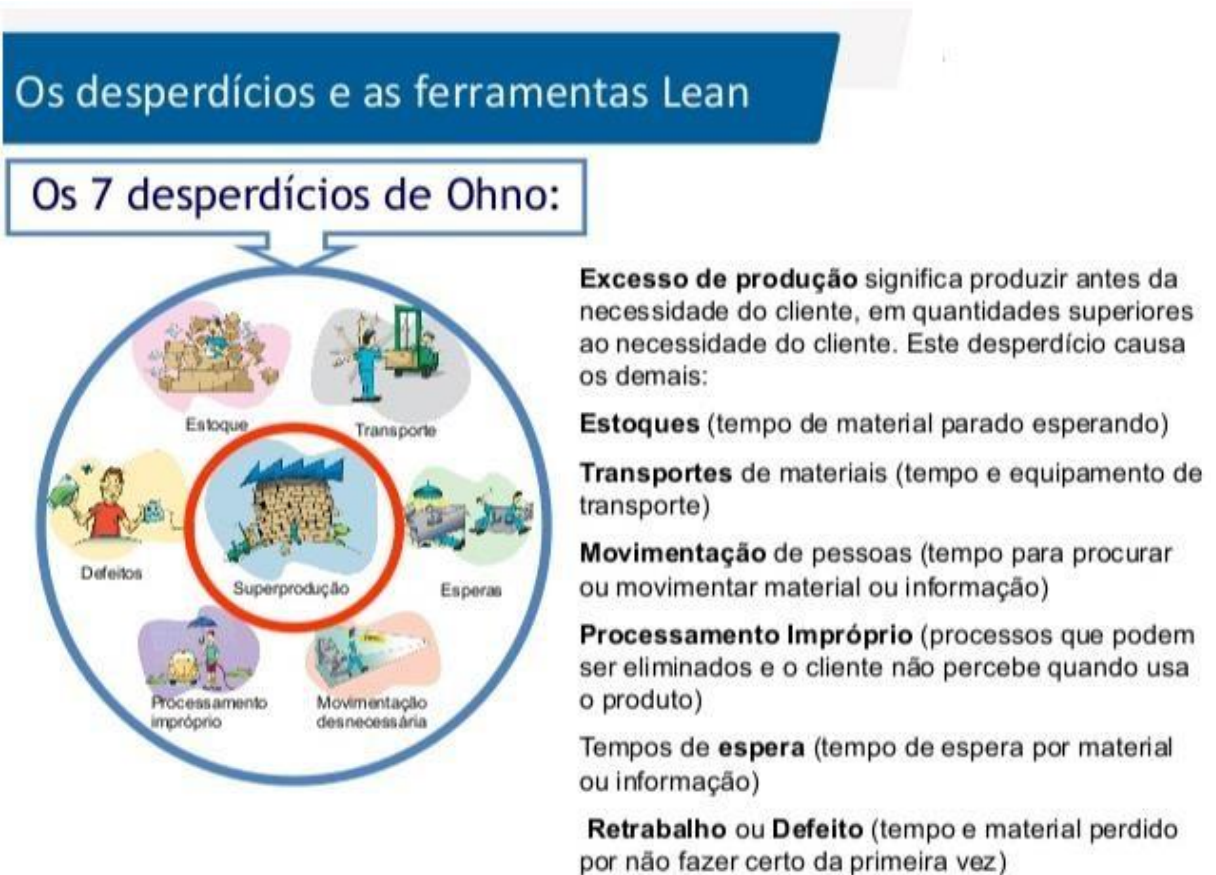 Os desperdícios e as ferramentas Lean
Os 7 desperdícios de Ohno:
Estoque
Transporte
Defeitos
Superprodução
Esperas
Processamento
impróprio
Movimentação
desnecessária
Excesso de produção significa produzir antes da
necessidade do cliente, em quantidades superiores
ao necessidade do cliente. Este desperdício causa
os demais:
Estoques (tempo de material parado esperando)
Transportes de materiais (tempo e equipamento de
transporte)
Movimentação de pessoas (tempo para procurar
ou movimentar material ou informação)
Processamento Impróprio (processos que podem
ser eliminados e o cliente não percebe quando usa
o produto)
Tempos de espera (tempo de espera por material
ou informação)
Retrabalho ou Defeito (tempo e material perdido
por não fazer certo da primeira vez)